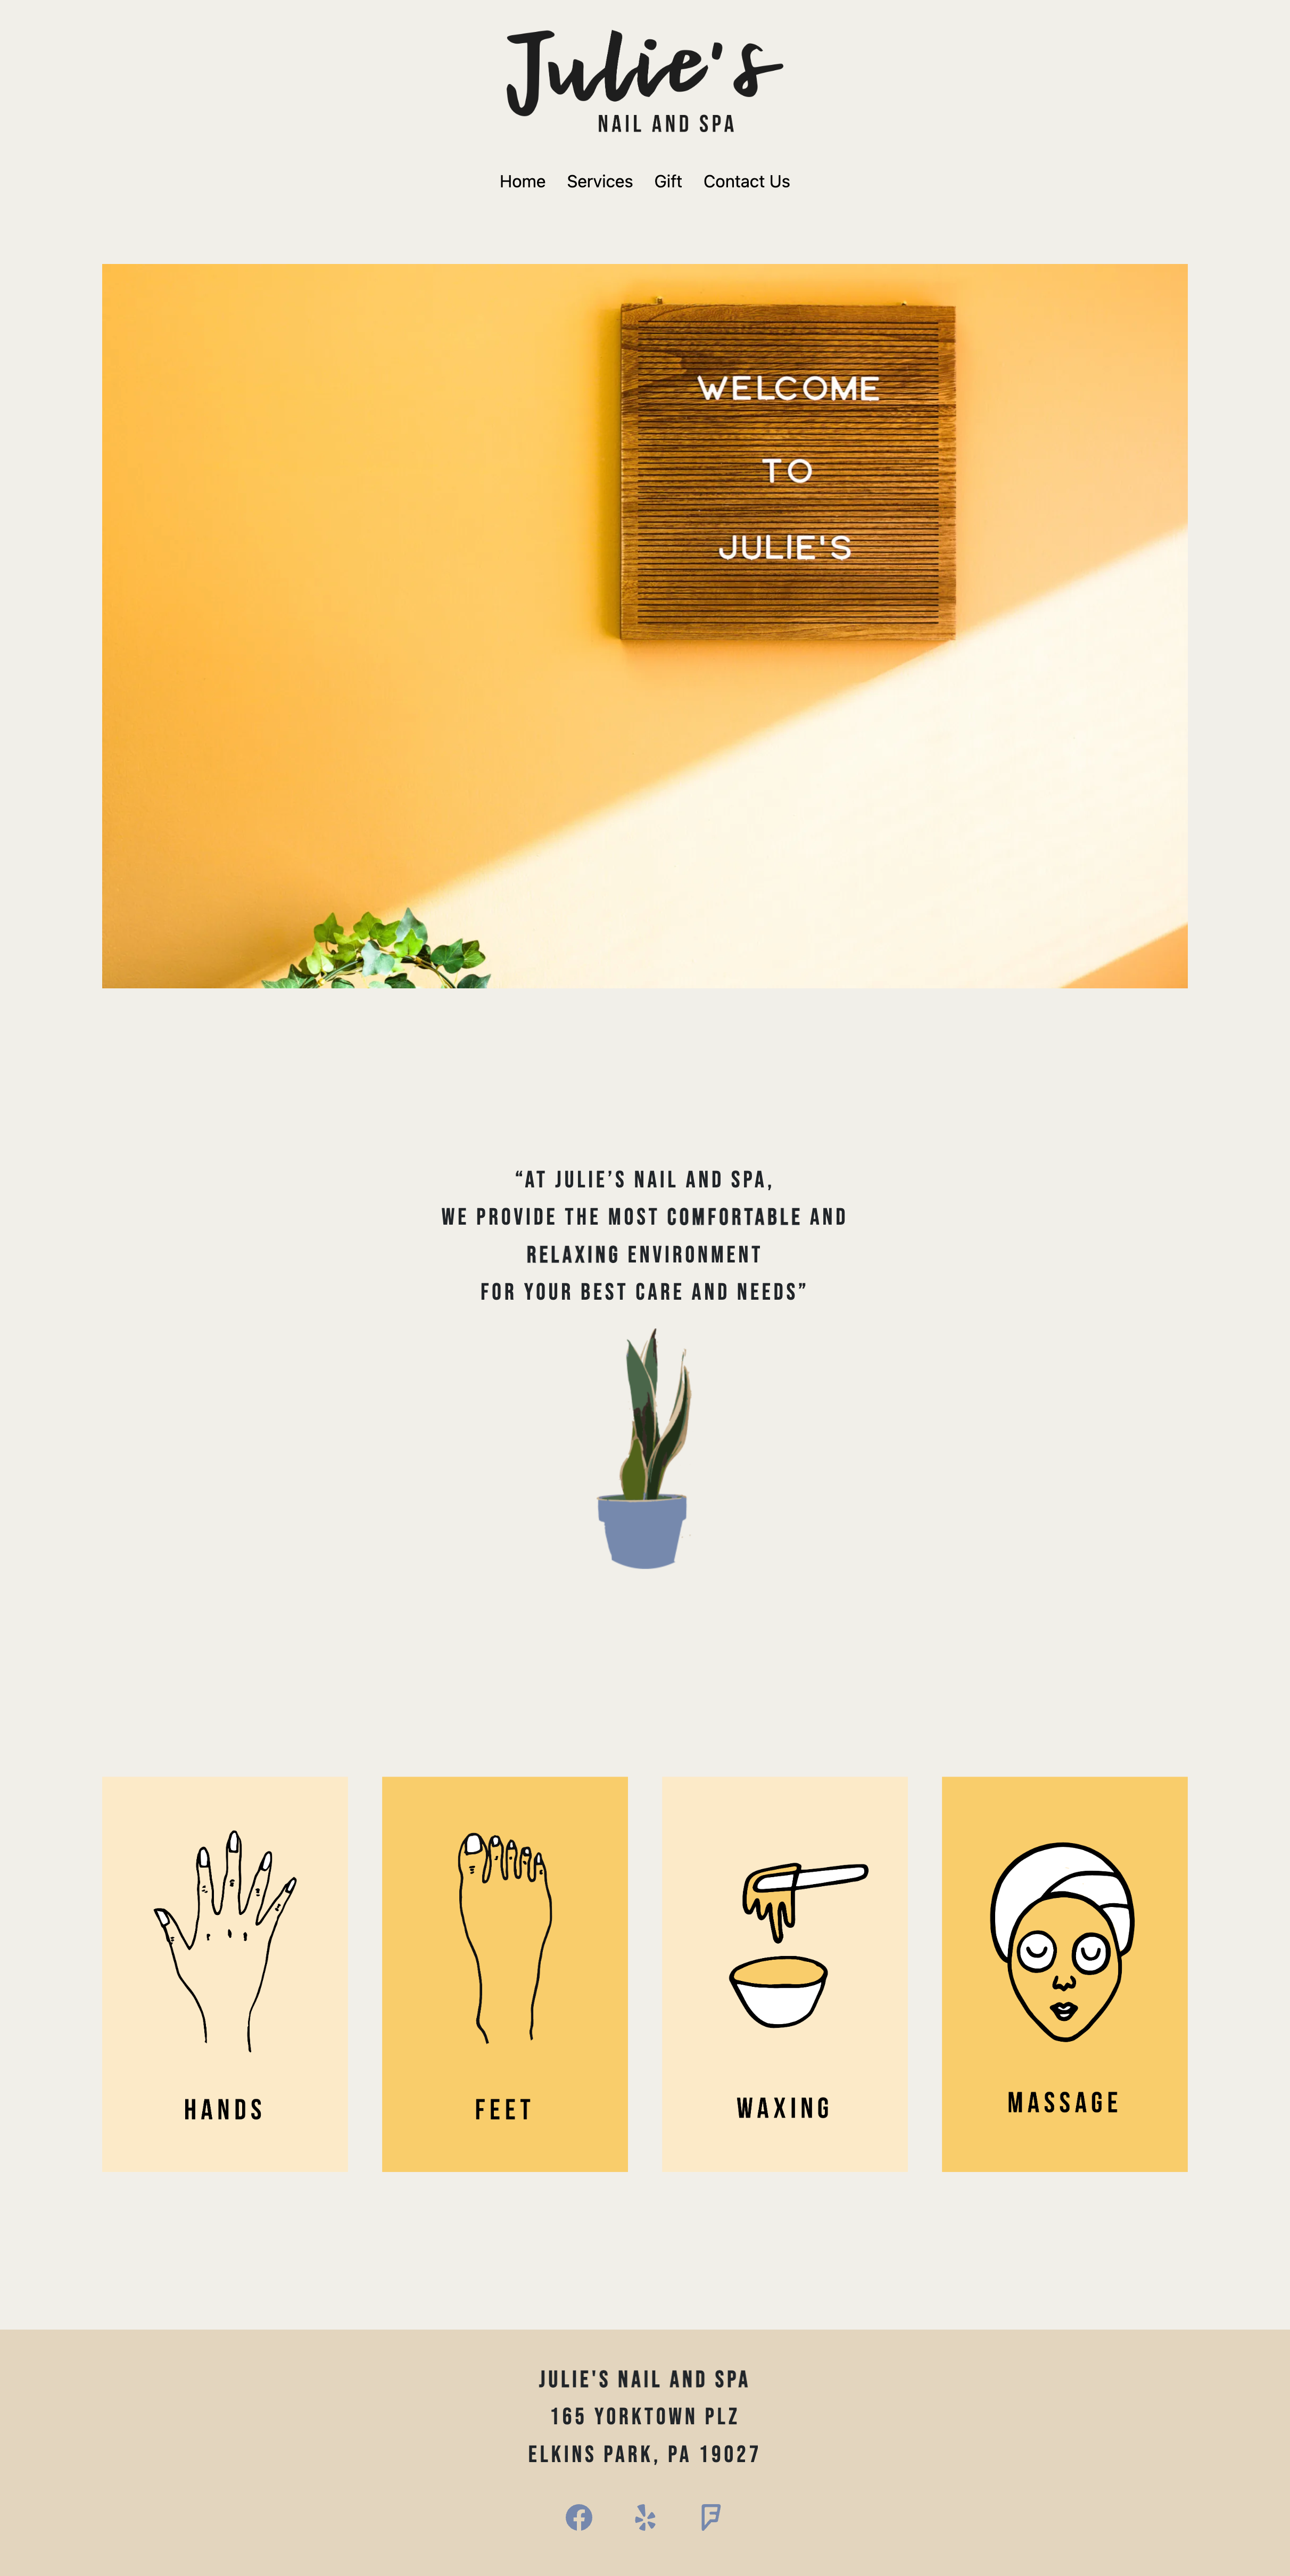 Julie's
NAIL AND SPA
Home Services Gift Contact Us
WELCOME
TO
JULIE'S
“AT JULIE’S NAIL AND SPA,
WE PROVIDE THE MOST COMFORTABLE AND
RELAXING ENVIRONMENT
FOR YOUR BEST CARE AND NEEDS”
HANDS
FEET
WAXING
MASSAGE
JULIE'S NAIL AND SPA
165 YORKTOWN PLZ
ELKINS PARK, PA 19027